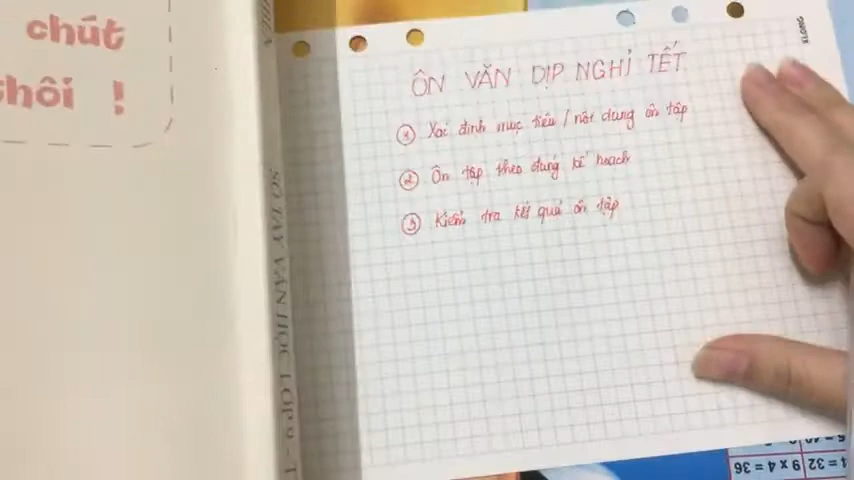 chút
thôi !
SỔ TAY VĂN HỌC LỚP 9 - T
KLONG
ÔN VĂN DỊP NGHỈ TẾT
1 Xác định mục tiêu / nội dung ôn tập
2 Ôn tập theo đúng kế hoạch
3 Kiểm tra kết quả ôn tập
9 x 4 = 36